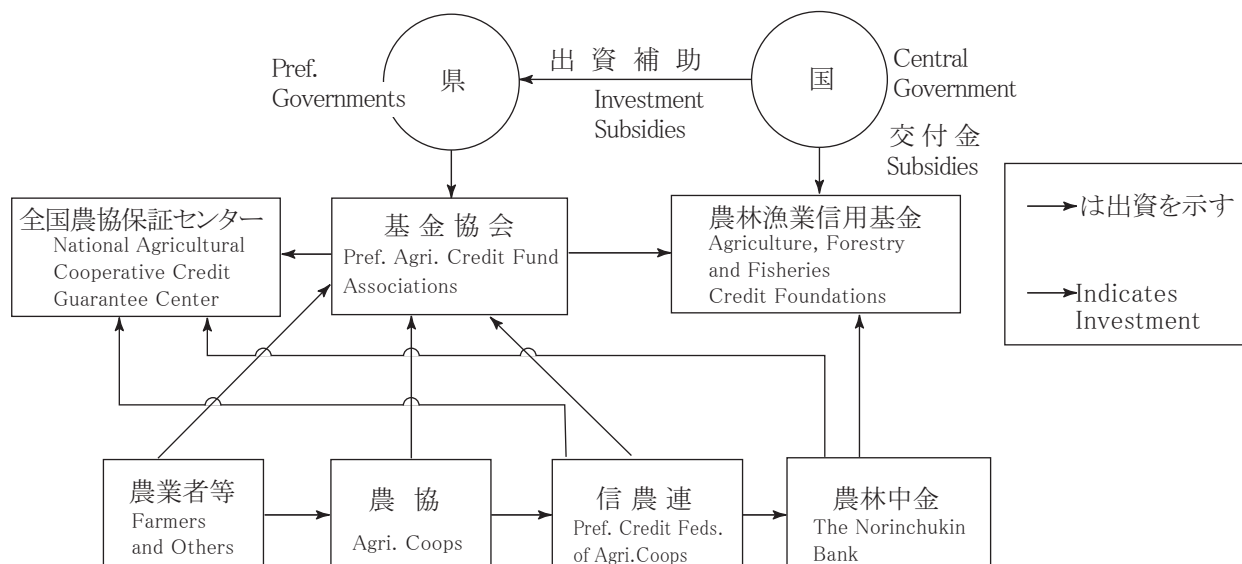 Pref.
Governments
県
出資補助
Investment
Subsidies
国
Central
Government
交付金
Subsidies
全国農協保証センター
National Agricultural
Cooperative Credit
Guarantee Center
基金協会
Pref. Agri. Credit Fund
Associations
農林漁業信用基金
Agriculture, Forestry
and Fisheries
Credit Foundations
は出資を示す
Indicates
Investment
農業者等
Farmers
and Others
農協
Agri. Coops
信農連
Pref. Credit Feds.
of Agri.Coops
農林中金
The Norinchukin
Bank